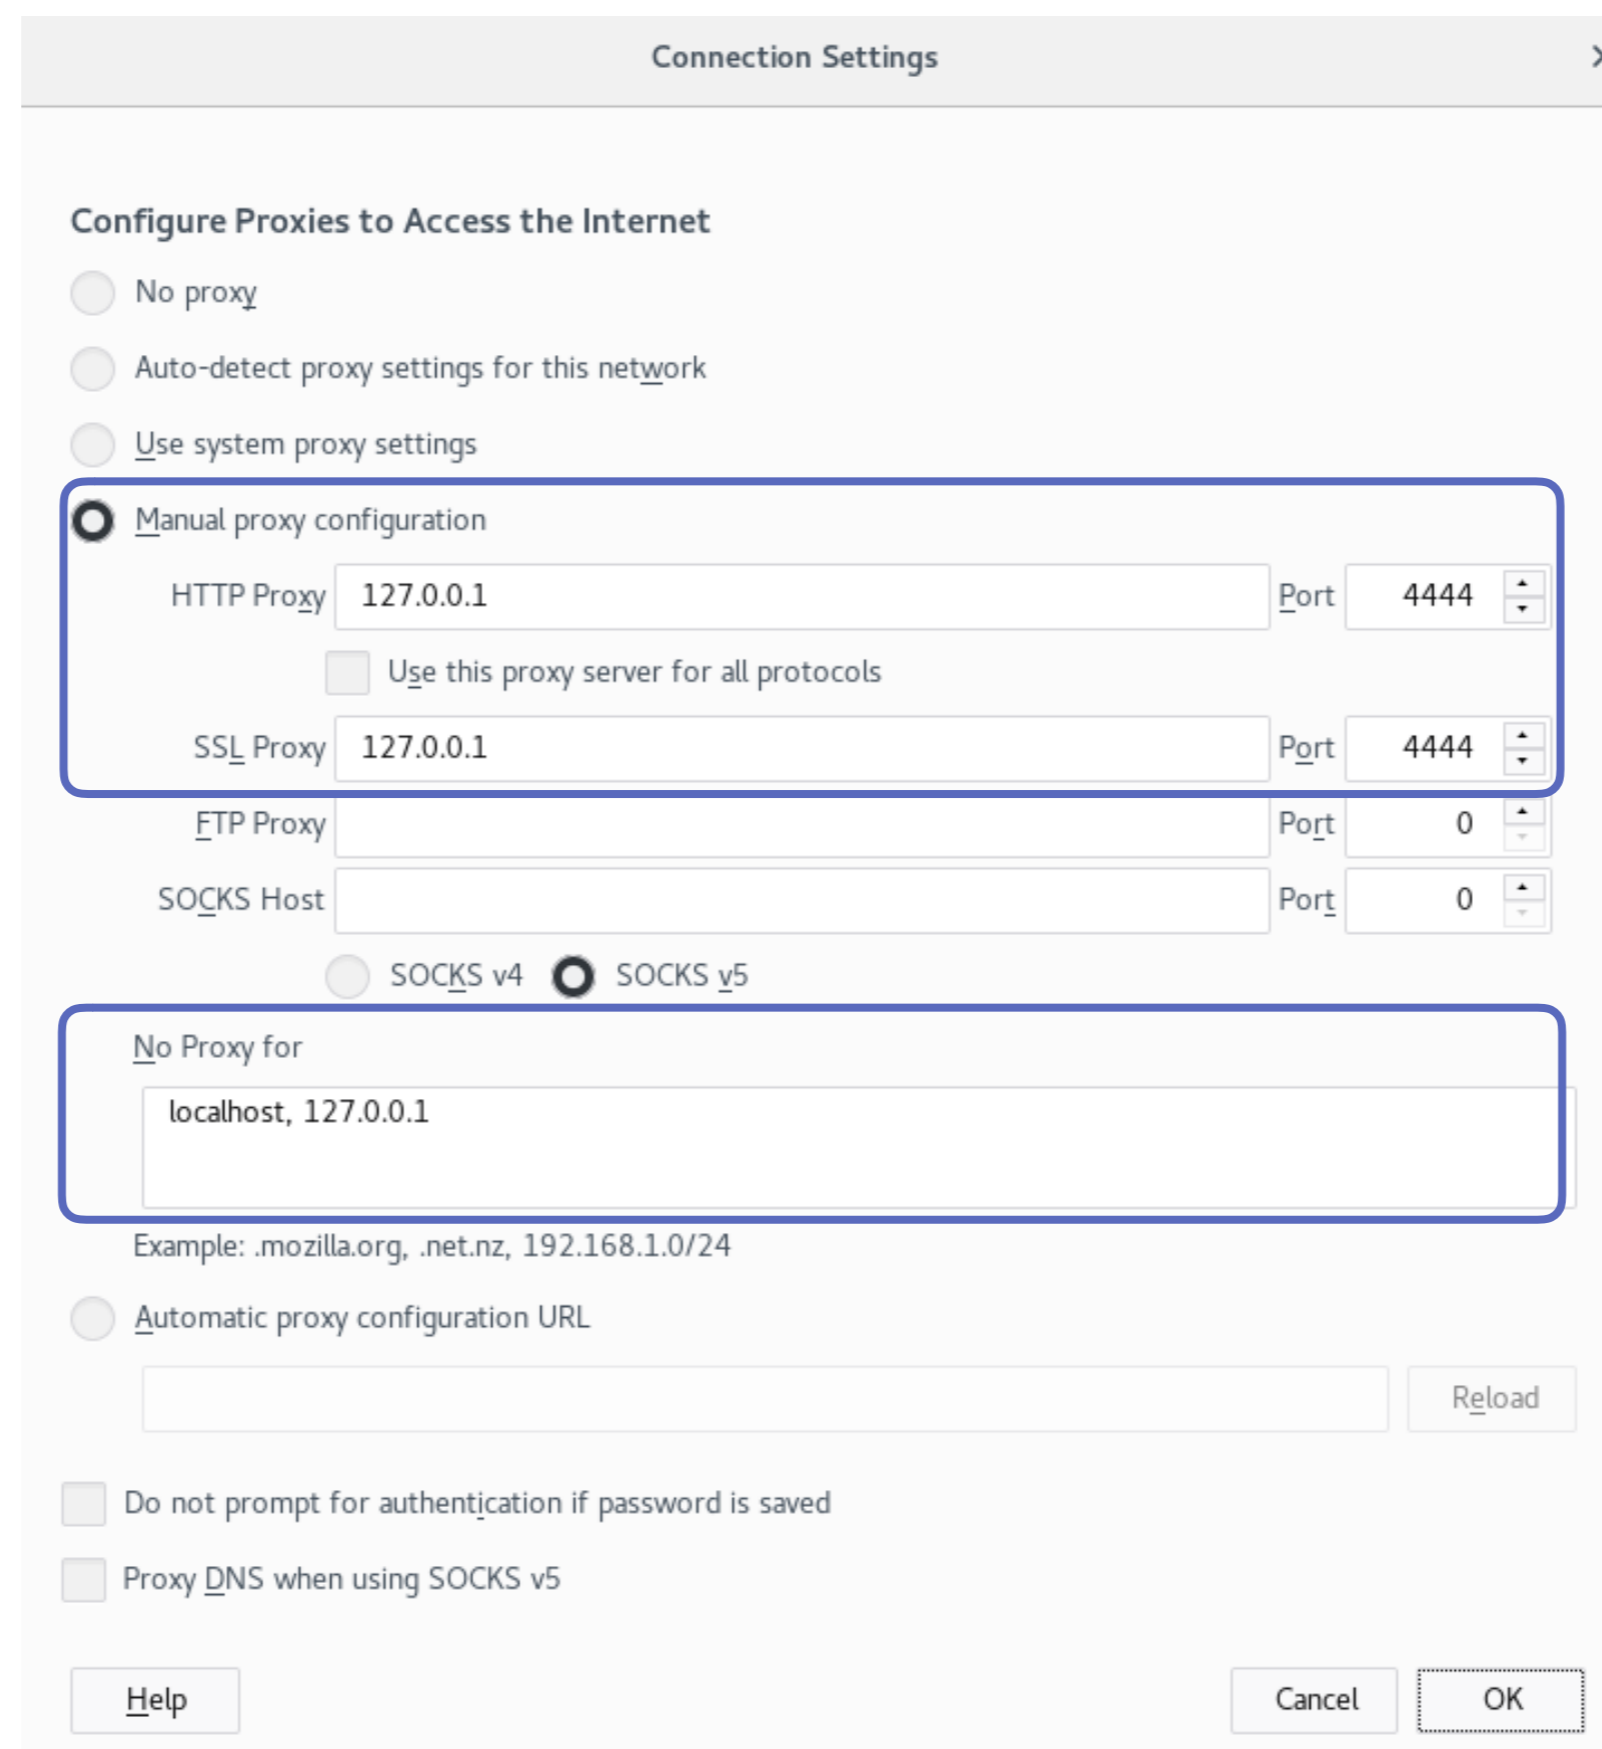 Connection Settings
Configure Proxies to Access the Internet
No proxy
Auto-detect proxy settings for this network
Use system proxy settings
Manual proxy configuration
HTTP Proxy 127.0.0.1 Port 4444
Use this proxy server for all protocols
SSL Proxy 127.0.0.1 Port 4444
FTP Proxy Port 0
SOCKS Host Port 0
SOCKS v4 SOCKS v5
No Proxy for
localhost, 127.0.0.1
Example: .mozilla.org, .net.nz, 192.168.1.0/24
Automatic proxy configuration URL
Reload
Do not prompt for authentication if password is saved
Proxy DNS when using SOCKS v5
Help Cancel OK